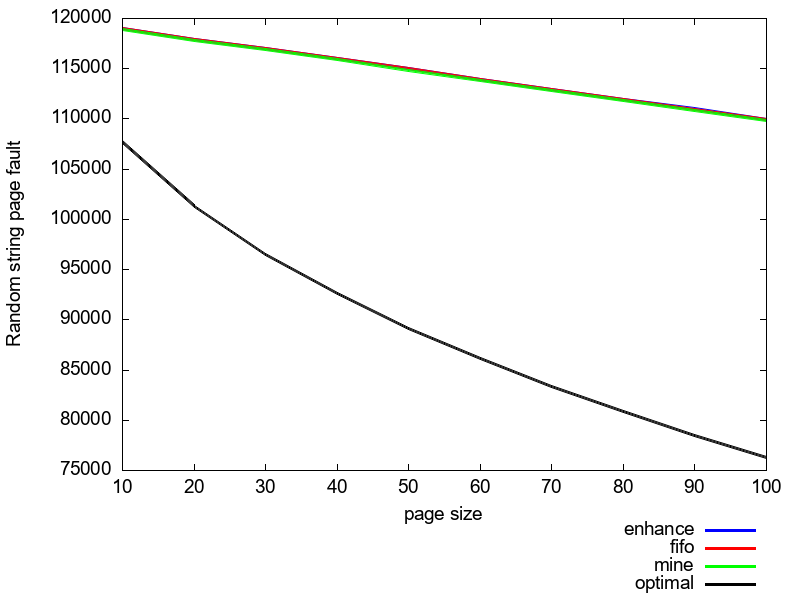 120000
115000
110000
105000
100000
95000
90000
85000
80000
75000
Random string page fault
10 20 30 40 50 60 70 80 90 100
page size
enhance
fifo
mine
optimal